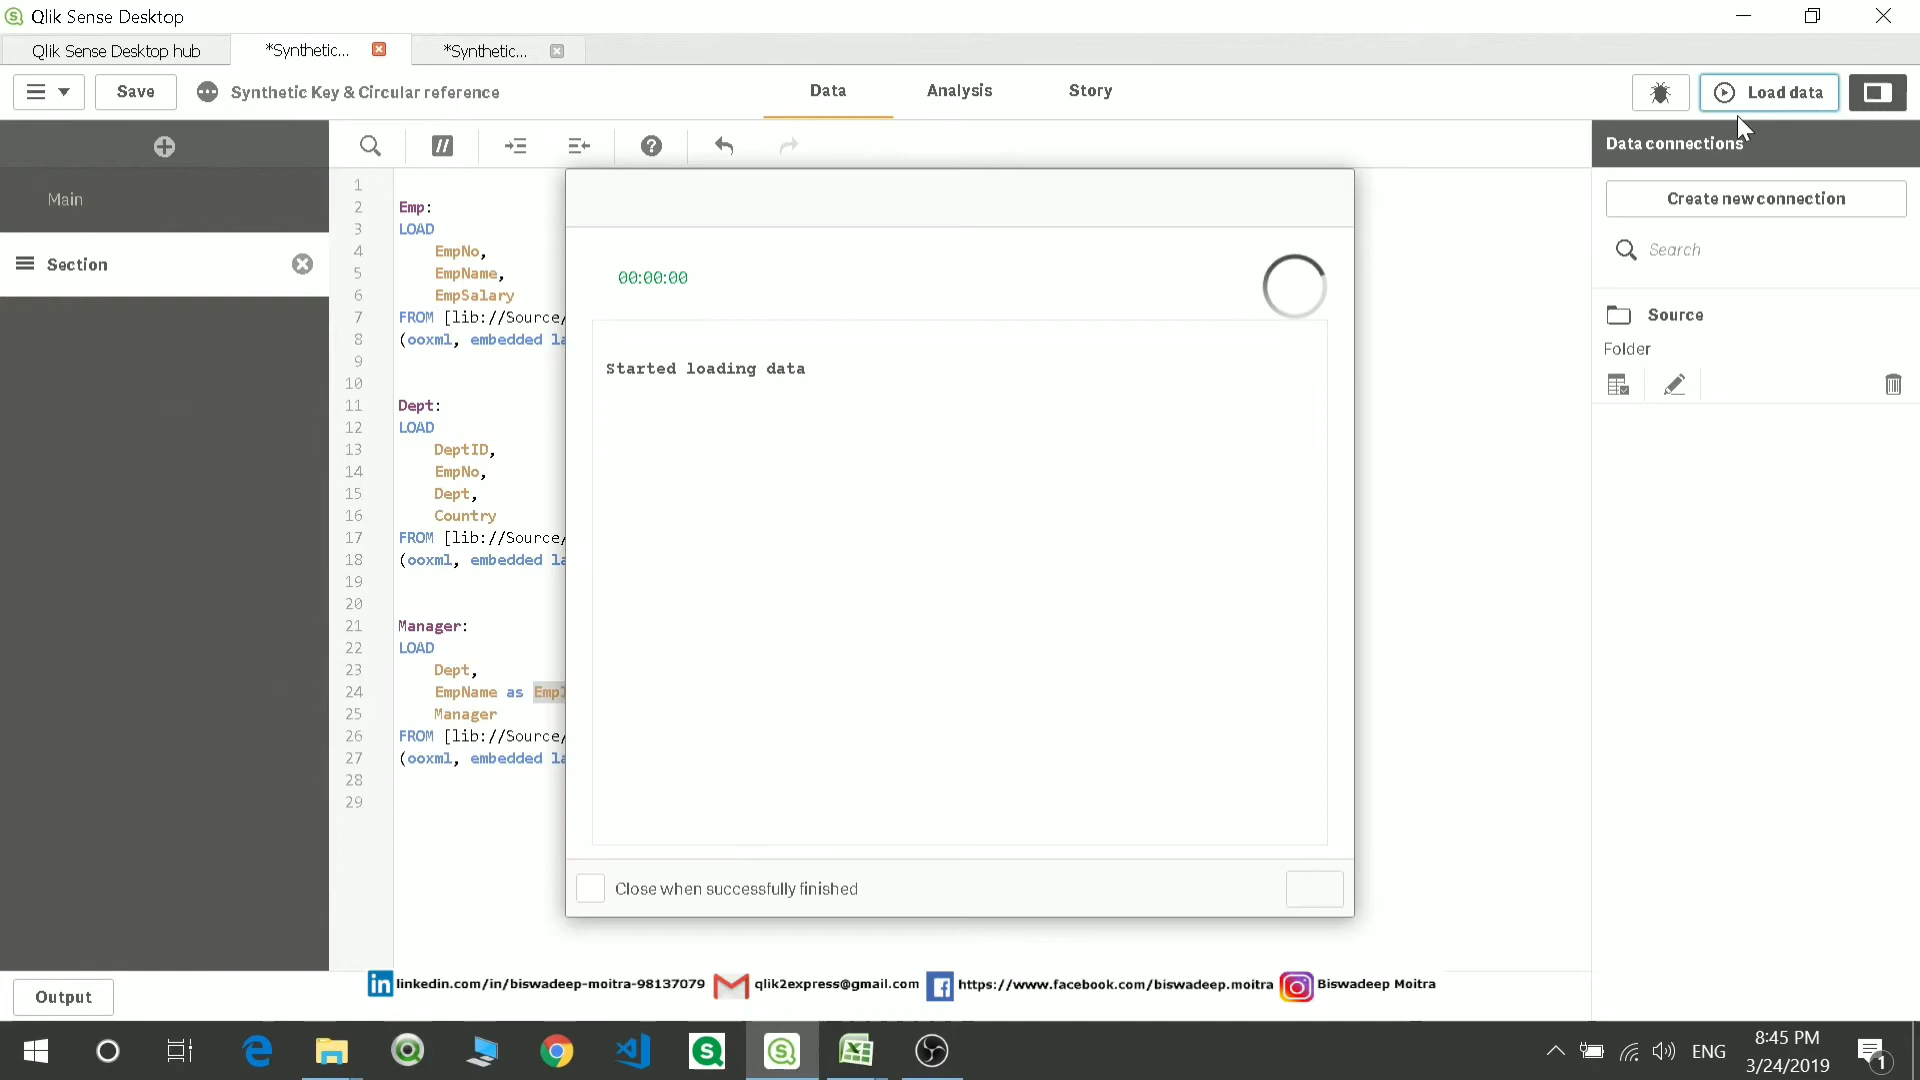 Qlik Sense Desktop
Qlik Sense Desktop hub
*Synthetic...
*Synthetic...
Save
Synthetic Key & Circular reference
Data
Analysis
Story
Load data
Main
Section
//
?
Data connections
Create new connection
Search
Source
Folder
1
2 Emp:
3 LOAD
4 EmpNo,
5 EmpName,
6 EmpSalary
7 FROM [lib://Source/
8 (ooxml, embedded la
9
10
11 Dept:
12 LOAD
13 DeptID,
14 EmpNo,
15 Dept,
16 Country
17 FROM [lib://Source/
18 (ooxml, embedded la
19
20
21 Manager:
22 LOAD
23 Dept,
24 EmpName as Emp
25 Manager
26 FROM [lib://Source/
27 (ooxml, embedded la
28
29
00:00:00
Started loading data
Close when successfully finished
Output
linkedin.com/in/biswadeep-moitra-98137079
qlik2express@gmail.com
https://www.facebook.com/biswadeep.moitra
Biswadeep Moitra
ENG
8:45 PM
3/24/2019
1